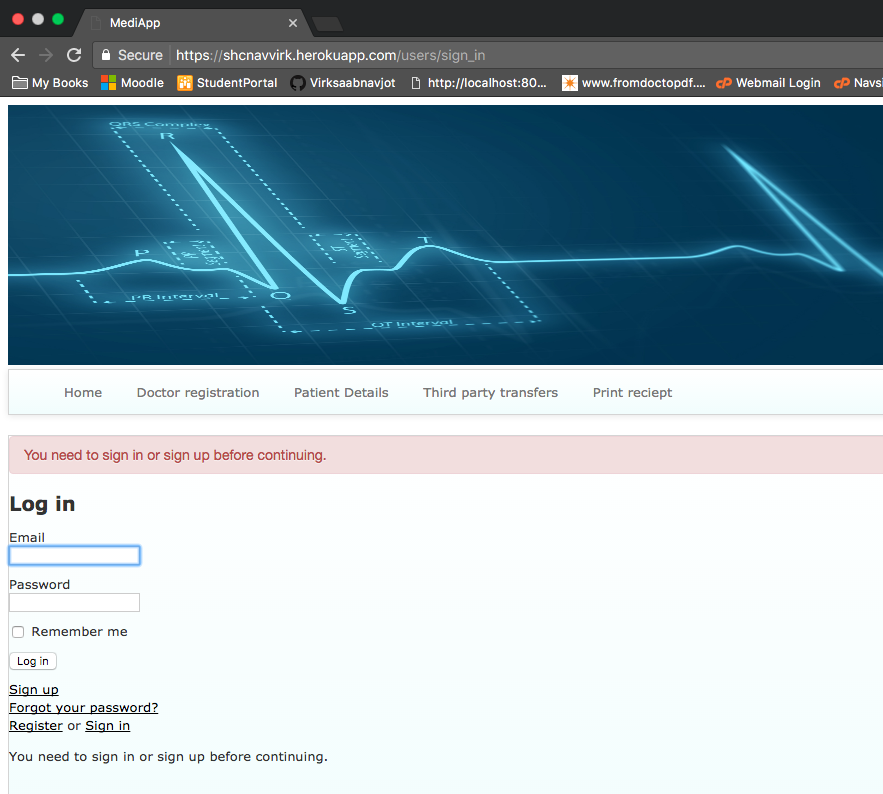 MediApp
Secure https://shcnavvirk.herokuapp.com/users/sign_in
My Books Moodle StudentPortal Virksaabnavjot http://localhost:80... www.fromdoctopdf.... Webmail Login Navsi
QRS Complex
R
P
T
PR Interval
Q
S
QT Interval
Home Doctor registration Patient Details Third party transfers Print reciept
You need to sign in or sign up before continuing.
Log in
Email
Password
Remember me
Log in
Sign up
Forgot your password?
Register or Sign in
You need to sign in or sign up before continuing.